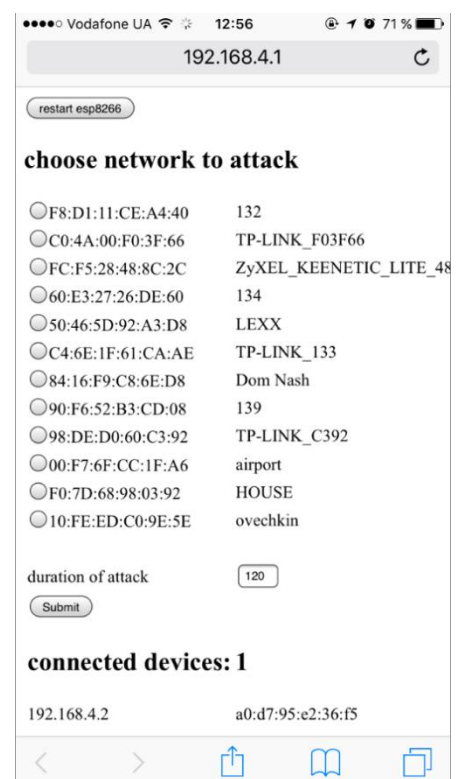 Vodafone UA 12:56 71 %
192.168.4.1
restart esp8266
choose network to attack
F8:D1:11:CE:A4:40 132
C0:4A:00:F0:3F:66 TP-LINK_F03F66
FC:F5:28:48:8C:2C ZyXEL_KEENETIC_LITE_48
60:E3:27:26:DE:60 134
50:46:5D:92:A3:D8 LEXX
C4:6E:1F:61:CA:AE TP-LINK_133
84:16:F9:C8:6E:D8 Dom Nash
90:F6:52:B3:CD:08 139
98:DE:D0:60:C3:92 TP-LINK_C392
00:F7:6F:CC:1F:A6 airport
F0:7D:68:98:03:92 HOUSE
10:FE:ED:C0:9E:5E ovechkin
duration of attack 120
Submit
connected devices: 1
192.168.4.2 a0:d7:95:e2:36:f5